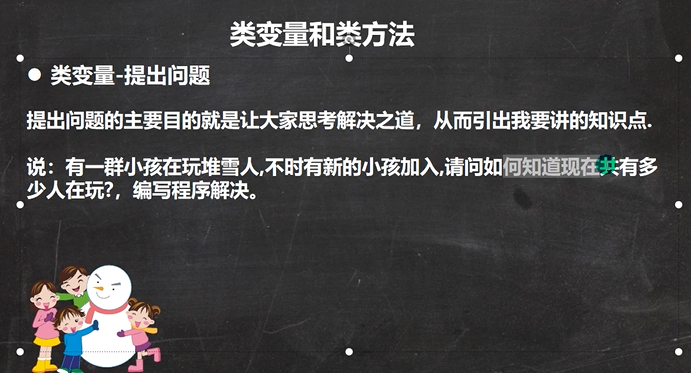 类变量和类方法
● 类变量-提出问题
提出问题的主要目的就是让大家思考解决之道，从而引出我要讲的知识点.
说：有一群小孩在玩堆雪人,不时有新的小孩加入,请问如何知道现在共有多
少人在玩?，编写程序解决。